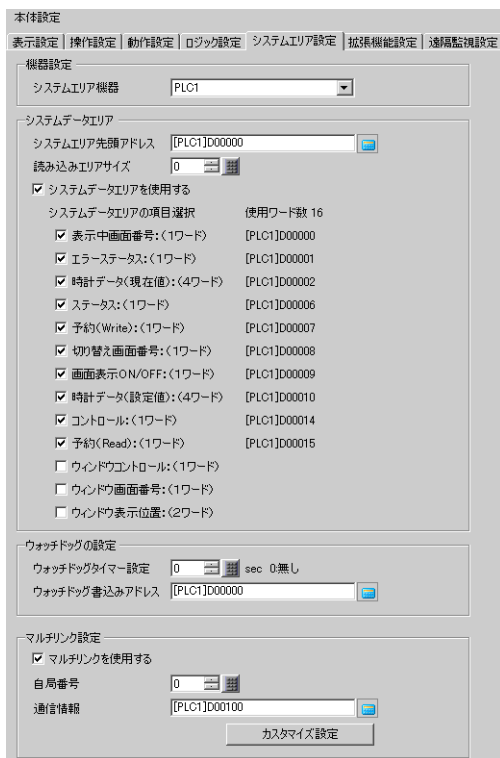 本体設定
表示設定 操作設定 動作設定 ロジック設定 システムエリア設定 拡張機能設定 遠隔監視設定
機器設定
システムエリア機器 PLC1
システムデータエリア
システムエリア先頭アドレス [PLC1]D00000
読み込みエリアサイズ 0
システムデータエリアを使用する
システムデータエリアの項目選択 使用ワード数 16
表示中画面番号:(1ワード) [PLC1]D00000
エラーステータス:(1ワード) [PLC1]D00001
時計データ(現在値):(4ワード) [PLC1]D00002
ステータス:(1ワード) [PLC1]D00006
予約(Write):(1ワード) [PLC1]D00007
切り替え画面番号:(1ワード) [PLC1]D00008
画面表示ON/OFF:(1ワード) [PLC1]D00009
時計データ(設定値):(4ワード) [PLC1]D00010
コントロール:(1ワード) [PLC1]D00014
予約(Read):(1ワード) [PLC1]D00015
ウィンドウコントロール:(1ワード)
ウィンドウ画面番号:(1ワード)
ウィンドウ表示位置:(2ワード)
ウォッチドッグの設定
ウォッチドッグタイマー設定 0 sec 0:無し
ウォッチドッグ書込みアドレス [PLC1]D00000
マルチリンク設定
マルチリンクを使用する
自局番号 0
通信情報 [PLC1]D00100
カスタマイズ設定